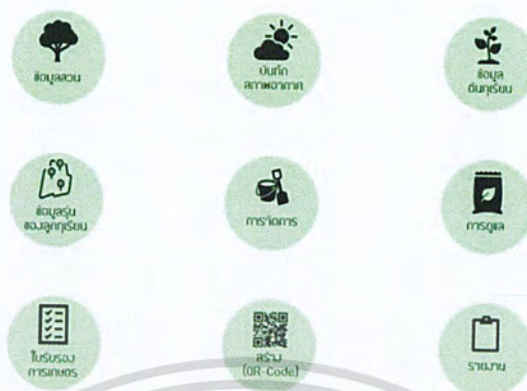 ข้อมูลสวน
บันทึก
สภาพอากาศ
ข้อมูล
ต้นทุเรียน
ข้อมูลรุ่น
ของลูกทุเรียน
การจัดการ
การดูแล
ใบรับรอง
การเกษตร
สร้าง
(QR-Code)
รายงาน